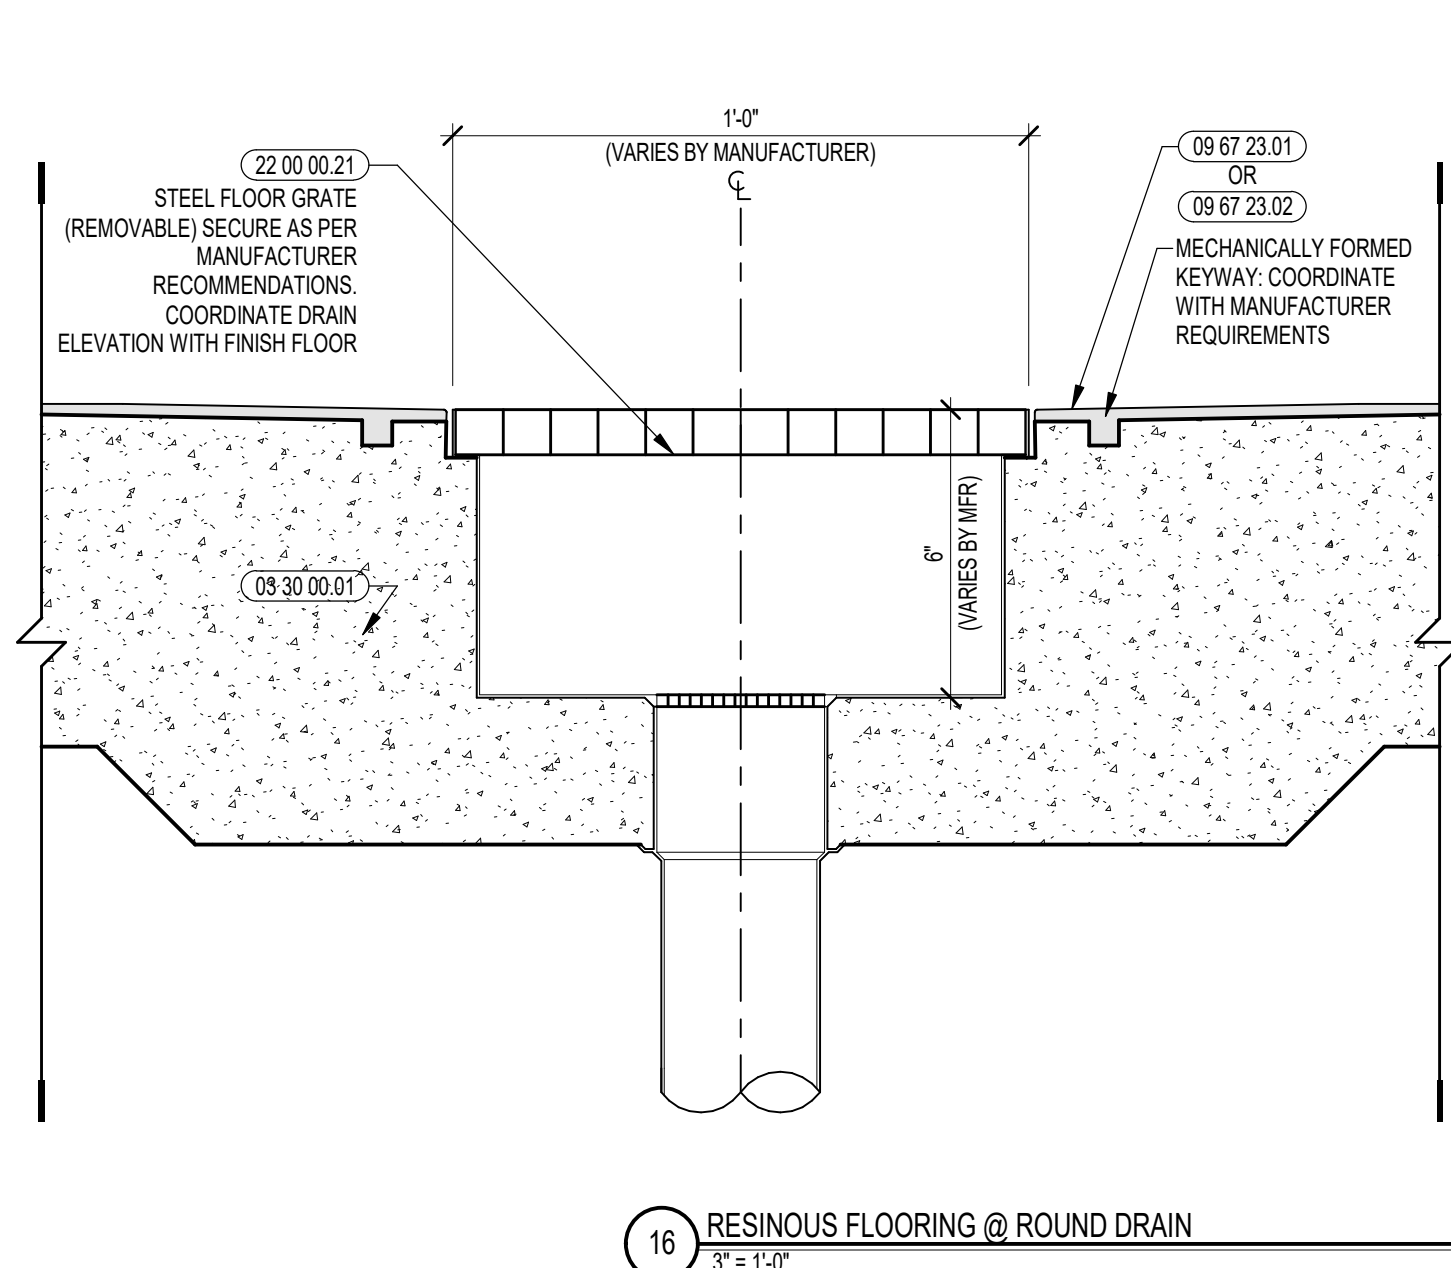 1'-0"
(VARIES BY MANUFACTURER)
℄
22 00 00.21
STEEL FLOOR GRATE
(REMOVABLE) SECURE AS PER
MANUFACTURER
RECOMMENDATIONS.
COORDINATE DRAIN
ELEVATION WITH FINISH FLOOR
09 67 23.01
OR
09 67 23.02
MECHANICALLY FORMED
KEYWAY: COORDINATE
WITH MANUFACTURER
REQUIREMENTS
6"
(VARIES BY MFR)
03 30 00.01
16
RESINOUS FLOORING @ ROUND DRAIN
3" = 1'-0"